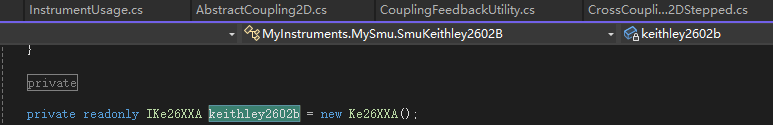 InstrumentUsage.cs AbstractCoupling2D.cs CouplingFeedbackUtility.cs CrossCoupli...2DStepped.cs
MyInstruments.MySmu.SmuKeithley2602B keithley2602b
}
private
private readonly IKe26XXA keithley2602b = new Ke26XXA();